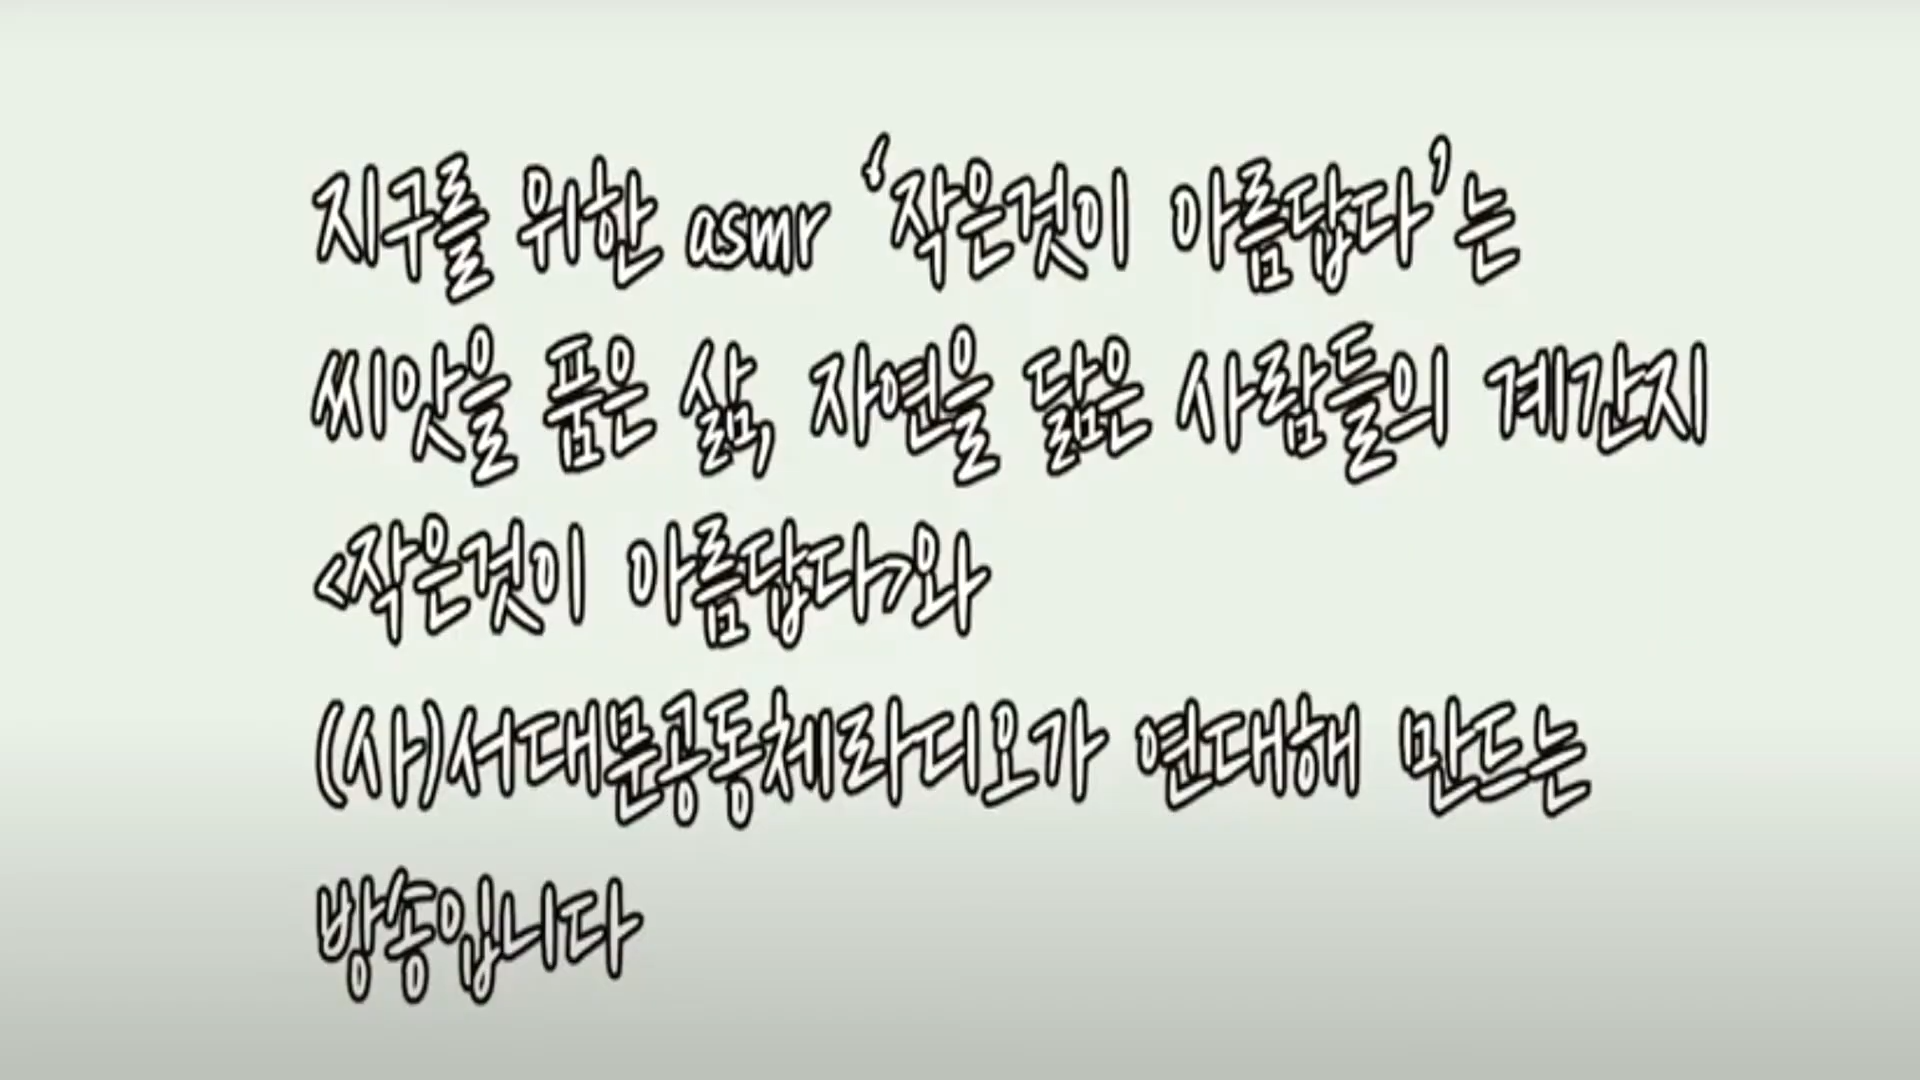 지구를 위한 asmr ‘작은것이 아름답다’는
씨앗을 품은 삶, 자연을 닮은 사람들의 계간지
<작은것이 아름답다>와
(사)서대문공동체라디오가 연대해 만드는
방송입니다